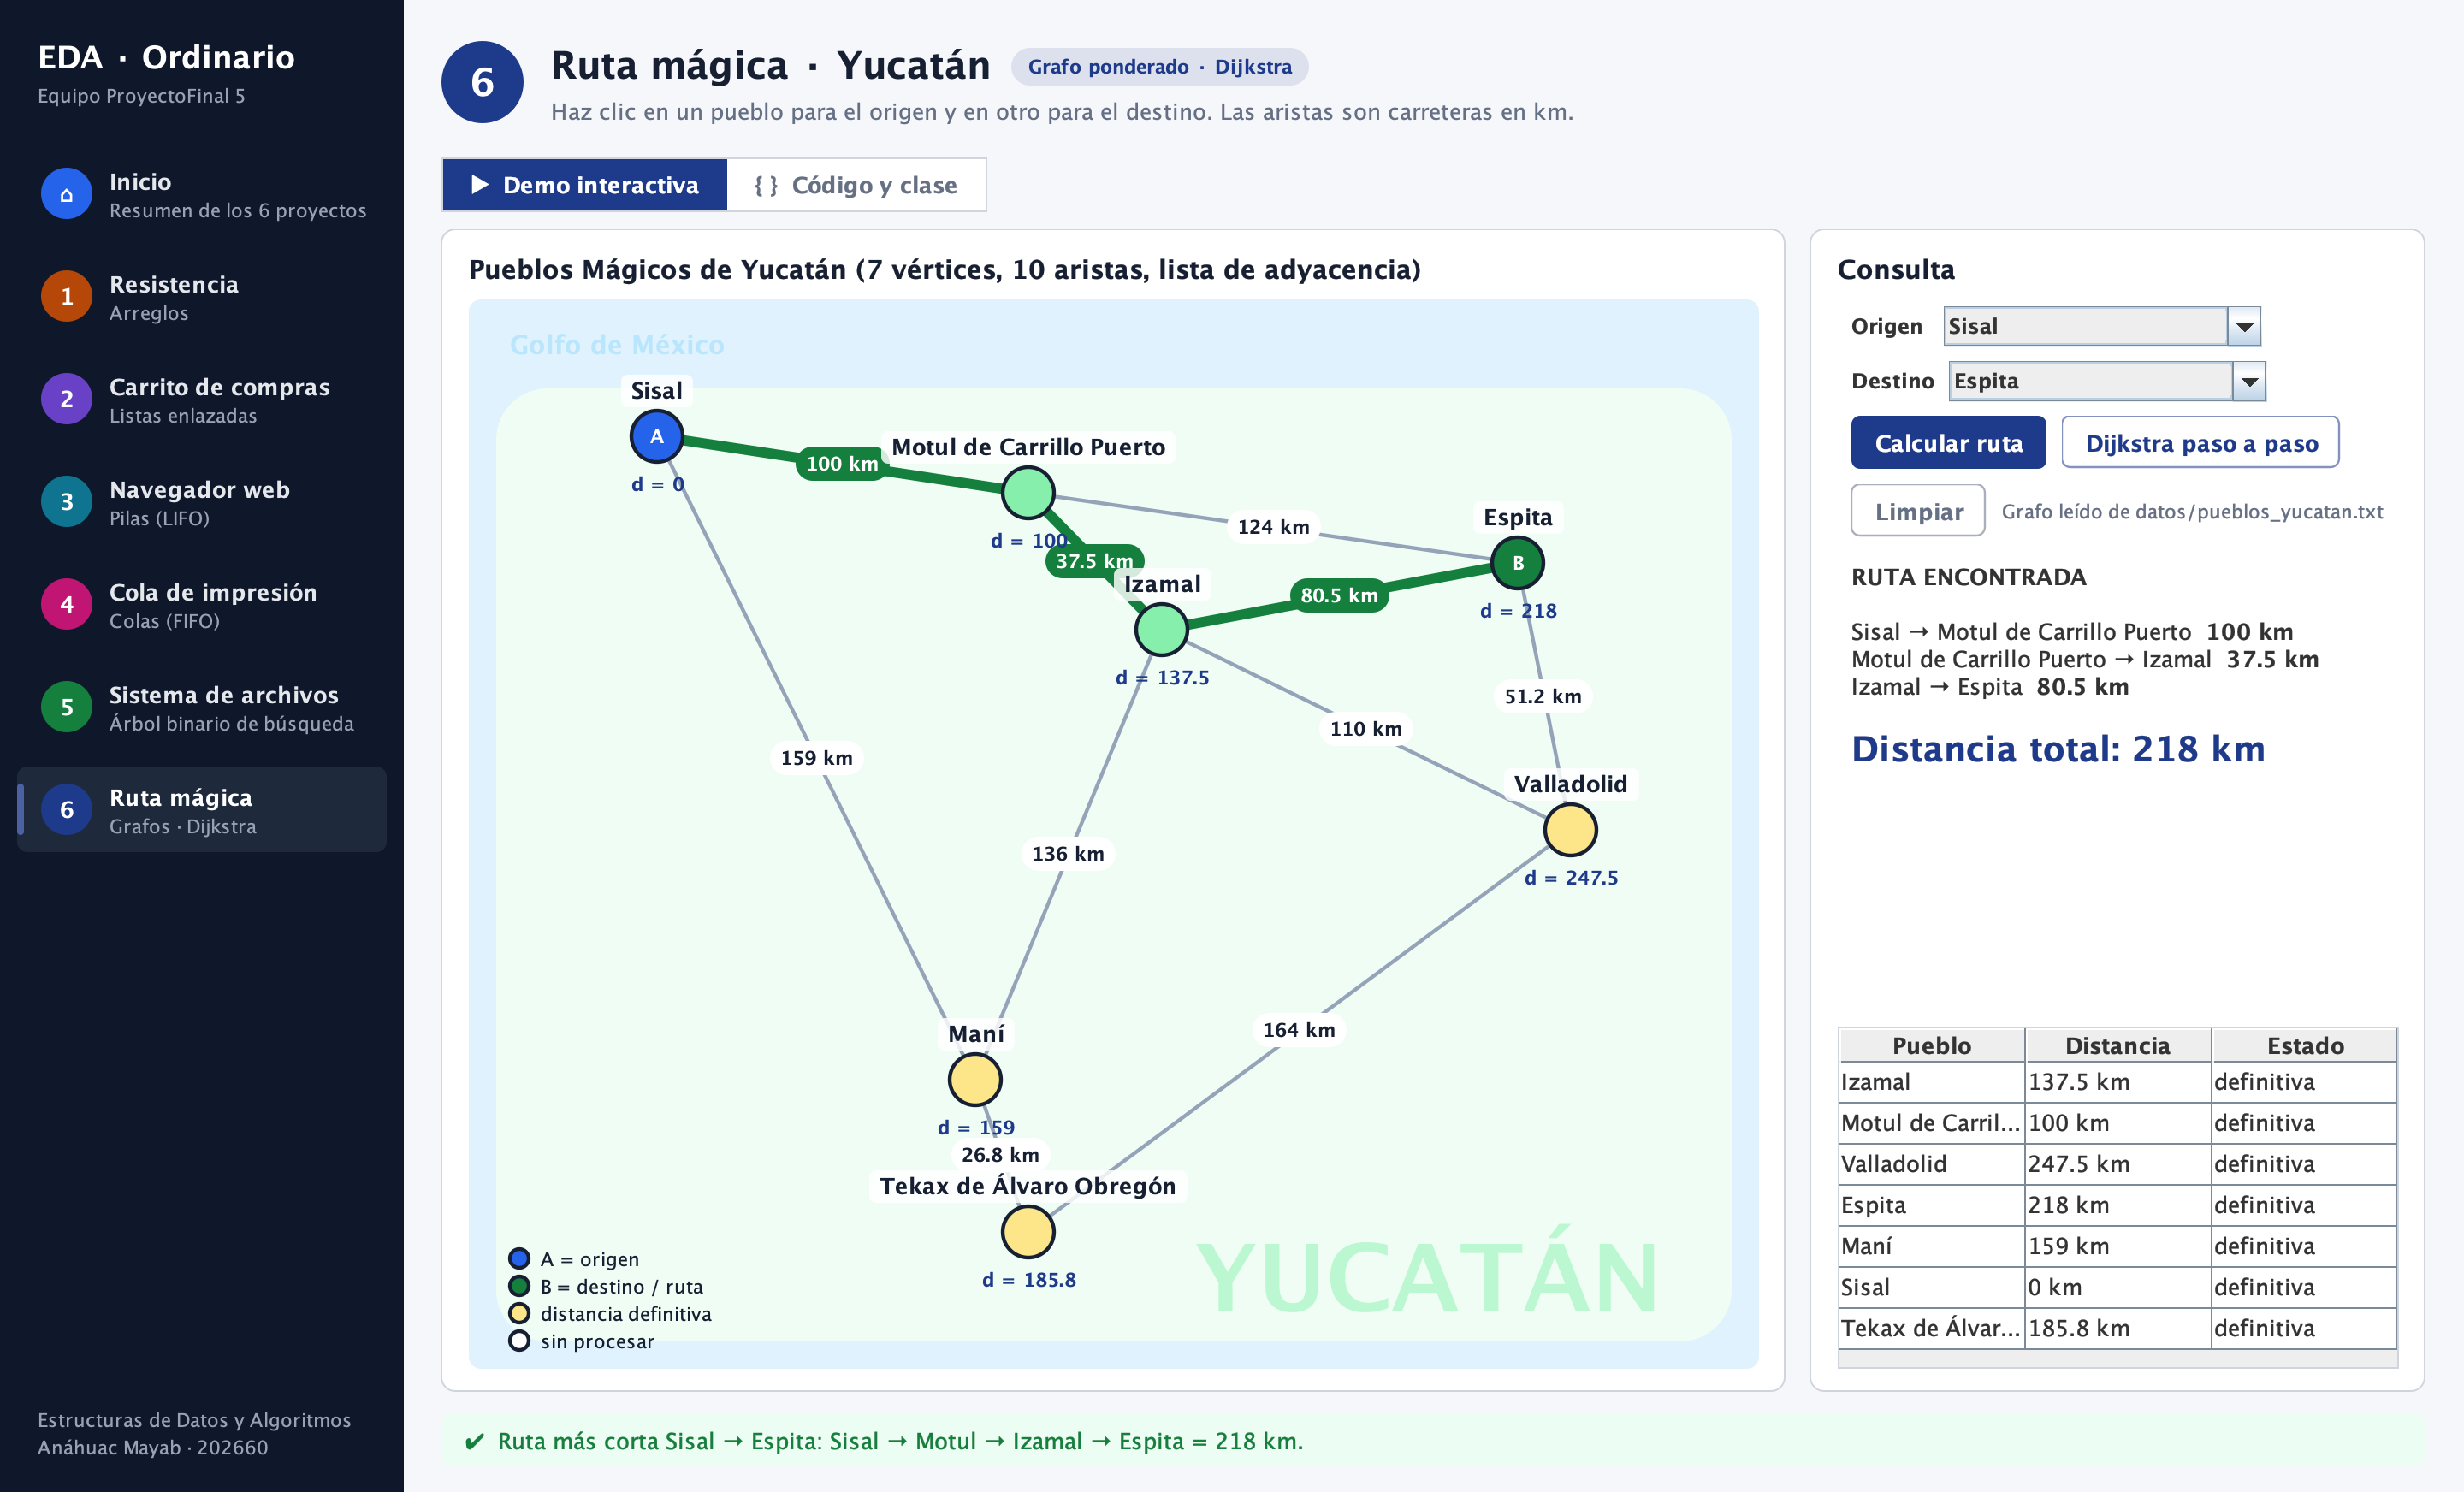 EDA · Ordinario
Equipo ProyectoFinal 5
Inicio
Resumen de los 6 proyectos
1
Resistencia
Arreglos
2
Carrito de compras
Listas enlazadas
3
Navegador web
Pilas (LIFO)
4
Cola de impresión
Colas (FIFO)
5
Sistema de archivos
Árbol binario de búsqueda
6
Ruta mágica
Grafos · Dijkstra
Estructuras de Datos y Algoritmos
Anáhuac Mayab · 202660
6
Ruta mágica · Yucatán
Grafo ponderado · Dijkstra
Haz clic en un pueblo para el origen y en otro para el destino. Las aristas son carreteras en km.
▶ Demo interactiva
{ } Código y clase
Pueblos Mágicos de Yucatán (7 vértices, 10 aristas, lista de adyacencia)
Golfo de México
Sisal
A
d = 0
100 km
Motul de Carrillo Puerto
d = 100
37.5 km
124 km
Espita
B
d = 218
Izamal
80.5 km
d = 137.5
51.2 km
110 km
159 km
Valladolid
d = 247.5
136 km
164 km
Maní
d = 159
26.8 km
Tekax de Álvaro Obregón
d = 185.8
YUCATÁN
A = origen
B = destino / ruta
distancia definitiva
sin procesar
Consulta
Origen Sisal
Destino Espita
Calcular ruta
Dijkstra paso a paso
Limpiar
Grafo leído de datos/pueblos_yucatan.txt
RUTA ENCONTRADA
Sisal → Motul de Carrillo Puerto 100 km
Motul de Carrillo Puerto → Izamal 37.5 km
Izamal → Espita 80.5 km
Distancia total: 218 km
Pueblo Distancia Estado
Izamal 137.5 km definitiva
Motul de Carril... 100 km definitiva
Valladolid 247.5 km definitiva
Espita 218 km definitiva
Maní 159 km definitiva
Sisal 0 km definitiva
Tekax de Álvar... 185.8 km definitiva
✔ Ruta más corta Sisal → Espita: Sisal → Motul → Izamal → Espita = 218 km.